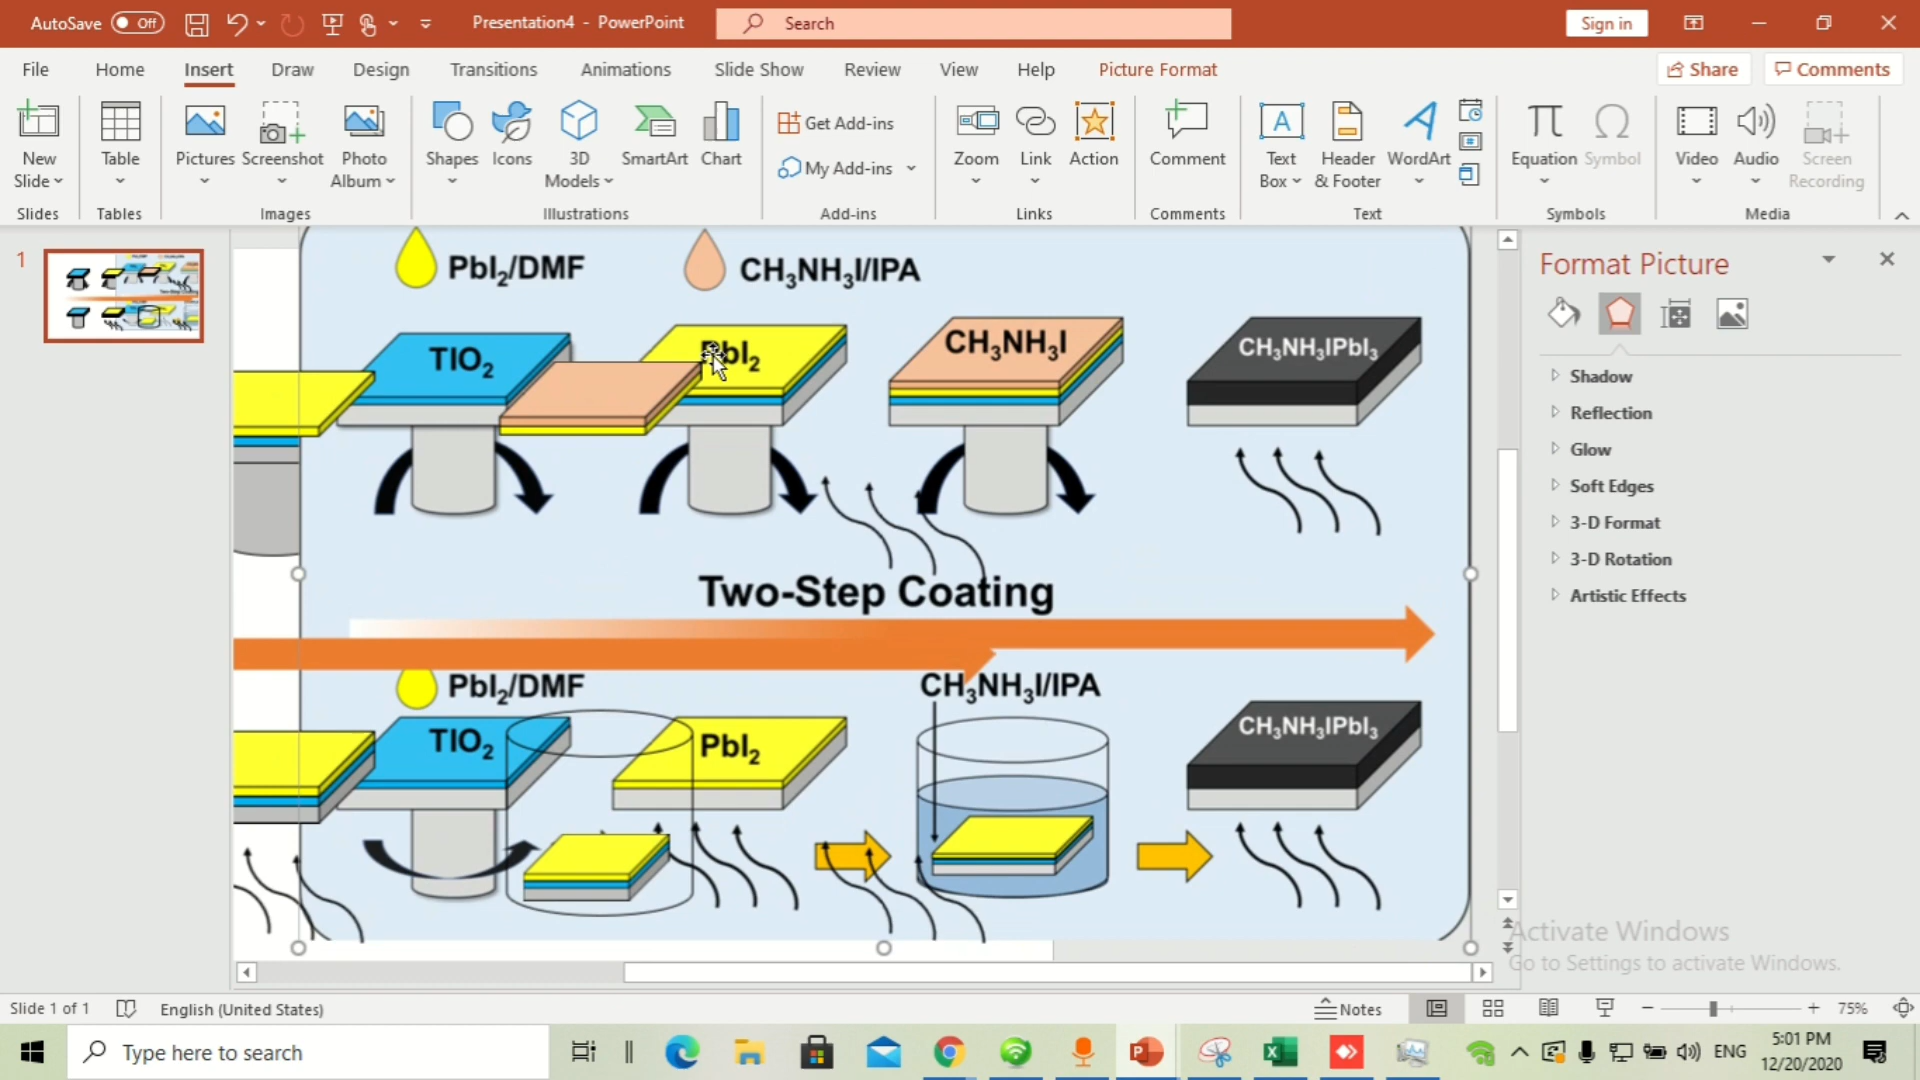 AutoSave Off Presentation4 - PowerPoint Search Sign in
File Home Insert Draw Design Transitions Animations Slide Show Review View Help Picture Format Share Comments
New Slide Table Pictures Screenshot Photo Album Shapes Icons 3D Models SmartArt Chart Get Add-ins My Add-ins Zoom Link Action Comment Text Box Header & Footer WordArt Equation Symbol Video Audio Screen Recording
Slides Tables Images Illustrations Add-ins Links Comments Text Symbols Media
1
PbI2/DMF CH3NH3I/IPA
TIO2 PbI2 CH3NH3I CH3NH3IPbI3
Two-Step Coating
PbI2/DMF CH3NH3I/IPA
TIO2 PbI2 CH3NH3IPbI3
Format Picture
Shadow
Reflection
Glow
Soft Edges
3-D Format
3-D Rotation
Artistic Effects
Activate Windows
Go to Settings to activate Windows.
Slide 1 of 1 English (United States) Notes 75%
Type here to search ENG 5:01 PM
12/20/2020